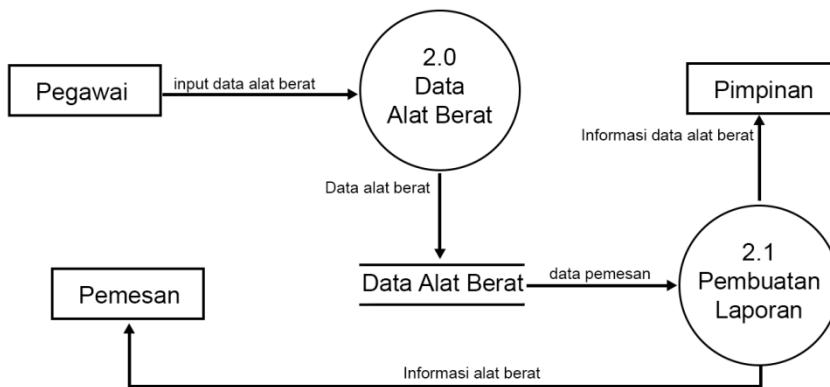 Pegawai
input data alat berat
2.0
Data
Alat Berat
Pimpinan
Informasi data alat berat
Data alat berat
Data Alat Berat
data pemesan
2.1
Pembuatan
Laporan
Pemesan
Informasi alat berat